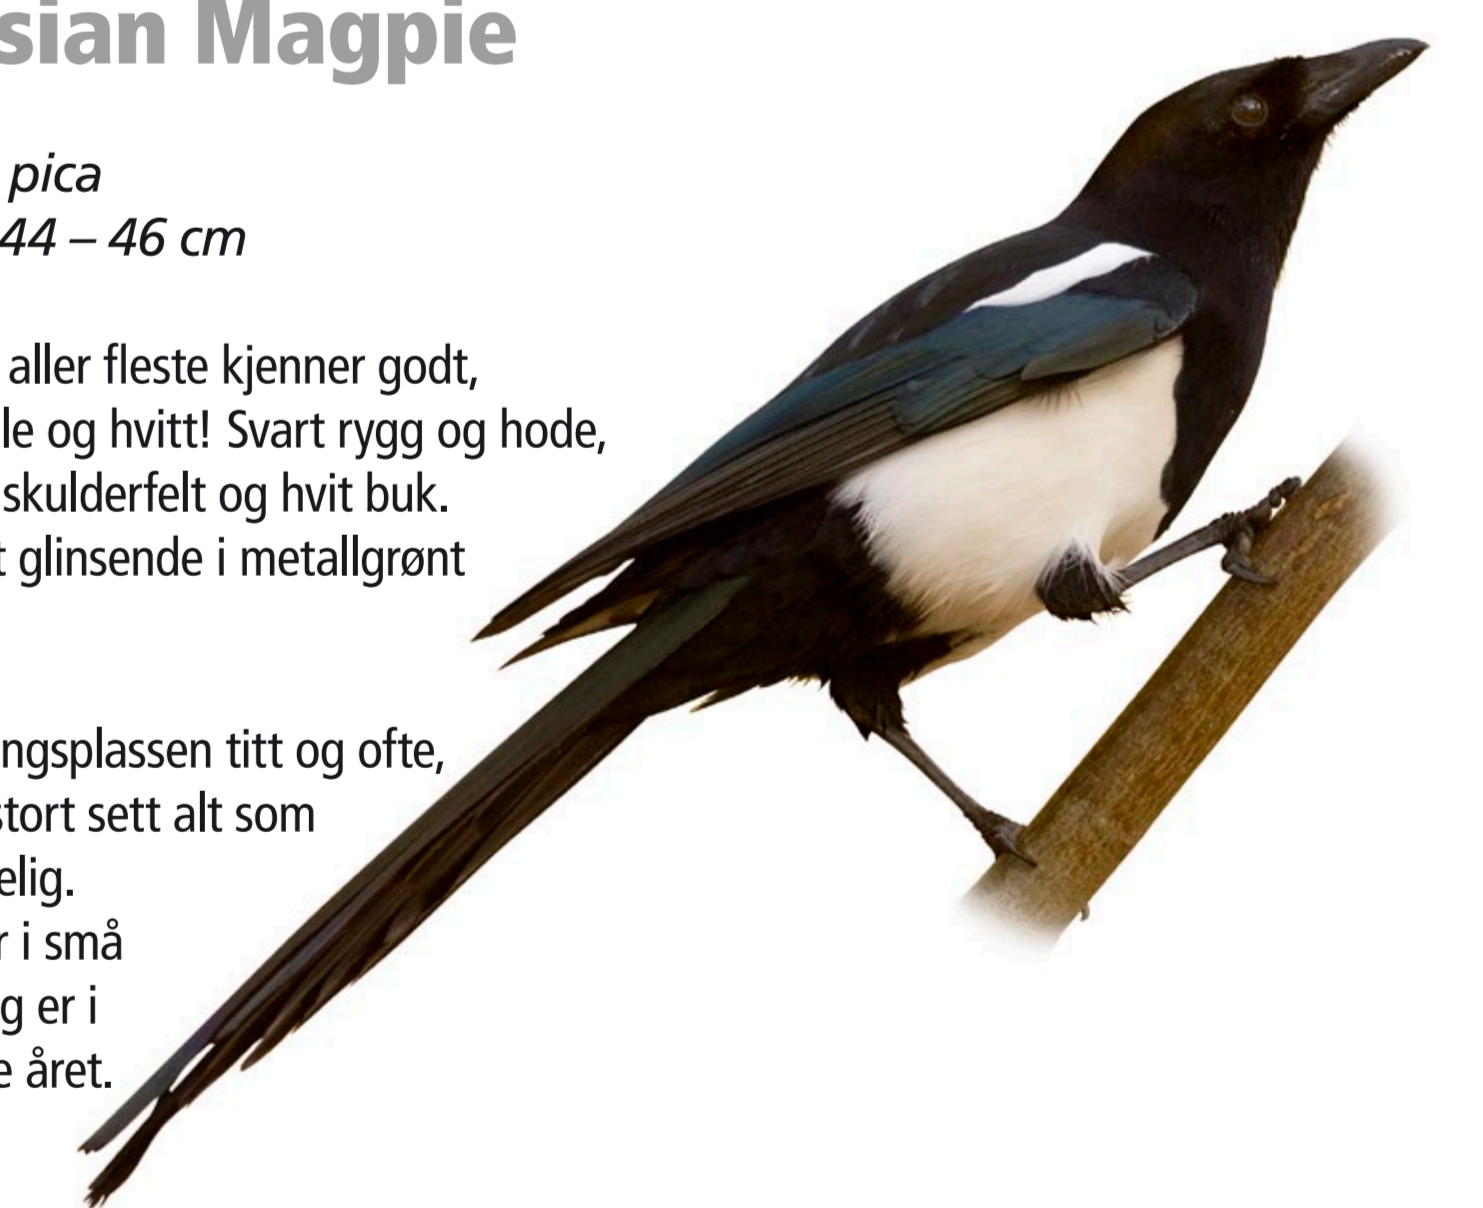 sian Magpie
pica
44 – 46 cm
aller fleste kjenner godt,
le og hvitt! Svart rygg og hode,
skulderfelt og hvit buk.
t glinsende i metallgrønt
ngsplassen titt og ofte,
stort sett alt som
elig.
r i små
g er i
e året.